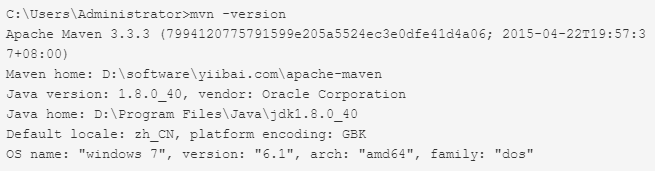 C:\Users\Administrator>mvn -version
Apache Maven 3.3.3 (7994120775791599e205a5524ec3e0dfe41d4a06; 2015-04-22T19:57:3
7+08:00)
Maven home: D:\software\yiibai.com\apache-maven
Java version: 1.8.0_40, vendor: Oracle Corporation
Java home: D:\Program Files\Java\jdk1.8.0_40
Default locale: zh_CN, platform encoding: GBK
OS name: "windows 7", version: "6.1", arch: "amd64", family: "dos"